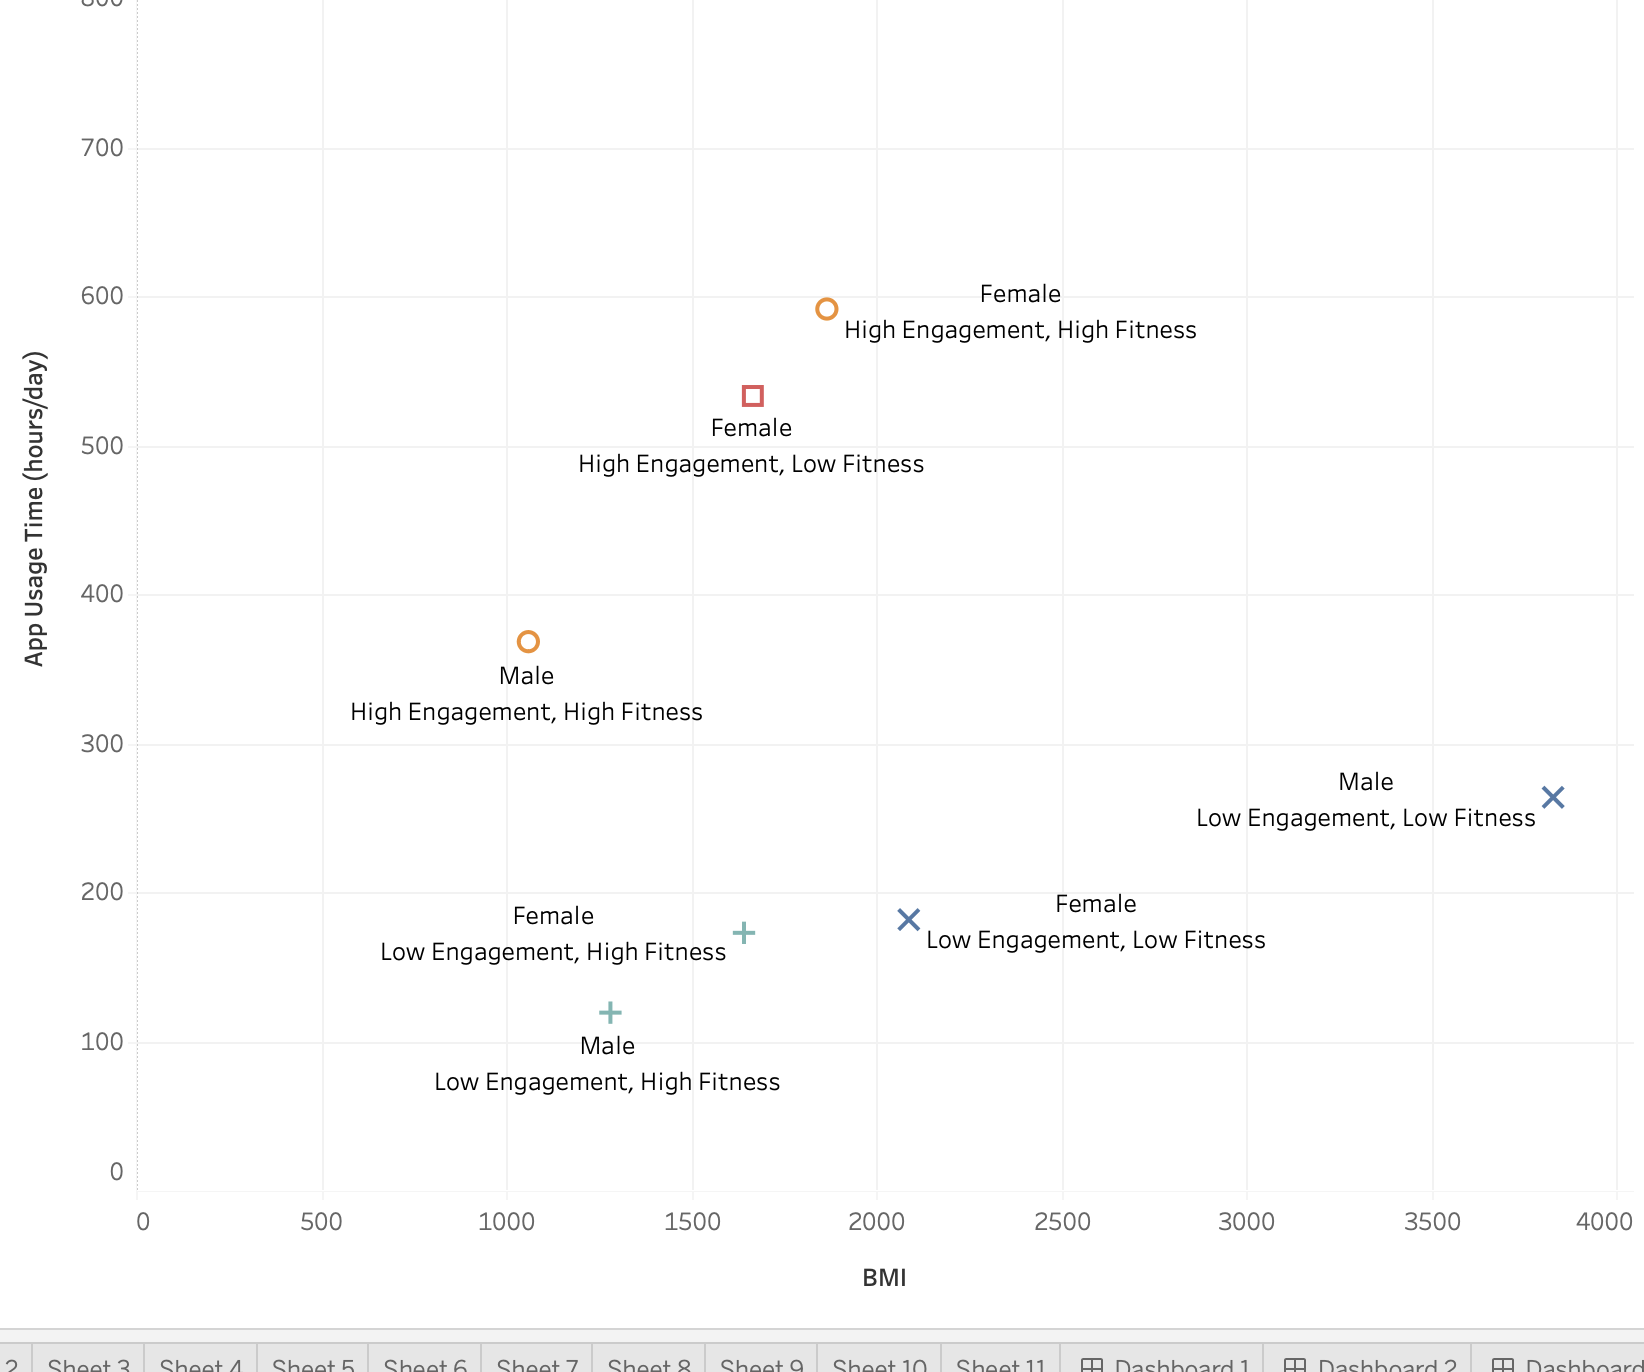 800
700
600
500
400
300
200
100
0
App Usage Time (hours/day)
Female
High Engagement, High Fitness
Female
High Engagement, Low Fitness
Male
High Engagement, High Fitness
Male
Low Engagement, Low Fitness
Female
Low Engagement, Low Fitness
Female
Low Engagement, High Fitness
Male
Low Engagement, High Fitness
0 500 1000 1500 2000 2500 3000 3500 4000
BMI
2 Sheet 3 Sheet 4 Sheet 5 Sheet 6 Sheet 7 Sheet 8 Sheet 9 Sheet 10 Sheet 11 Dashboard 1 Dashboard 2 Dashboard